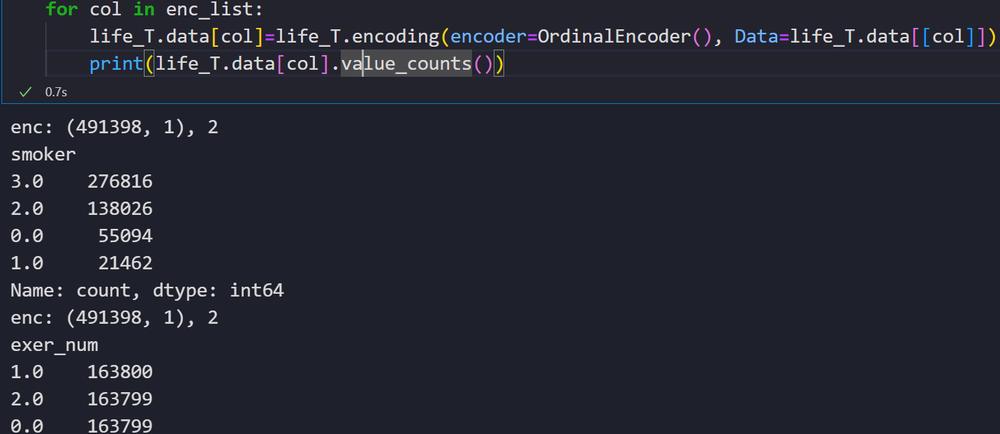 for col in enc_list:
life_T.data[col]=life_T.encoding(encoder=OrdinalEncoder(), Data=life_T.data[[col]])
print(life_T.data[col].value_counts())
0.7s
enc: (491398, 1), 2
smoker
3.0    276816
2.0    138026
0.0     55094
1.0     21462
Name: count, dtype: int64
enc: (491398, 1), 2
exer_num
1.0    163800
2.0    163799
0.0    163799